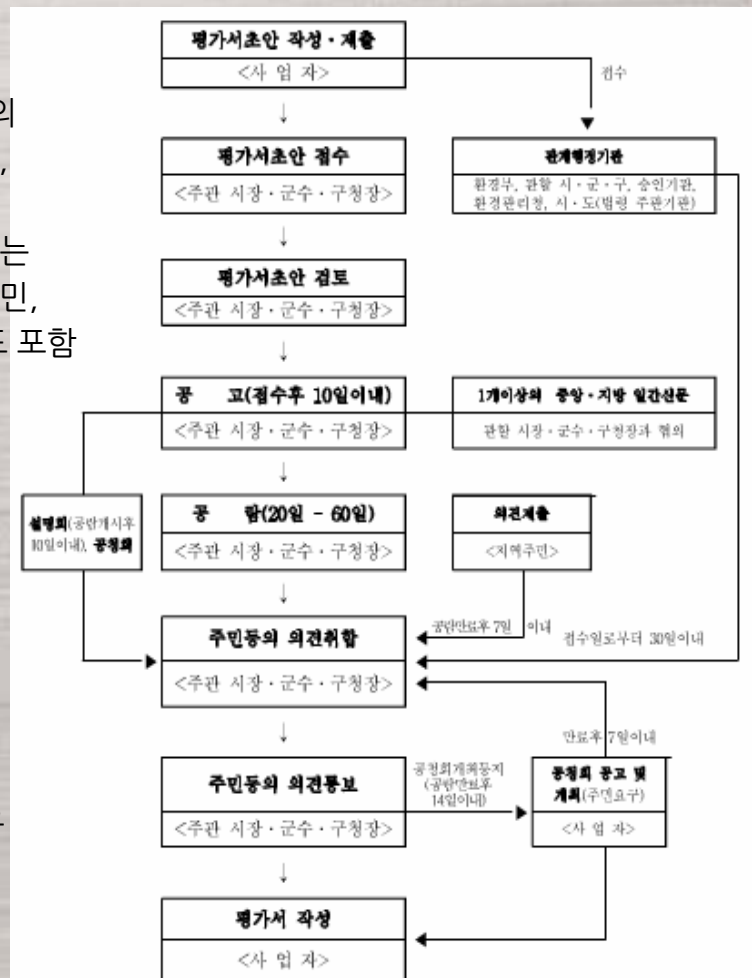 의
,
는
민,
도 포함
평가서초안 작성·제출
<사 업 자>
접수
평가서초안 접수
<주관 시장·군수·구청장>
관계행정기관
환경부, 관할 시·군·구, 승인기관,
환경관리청, 시·도(법령 주관기관)
평가서초안 검토
<주관 시장·군수·구청장>
공 고(접수후 10일이내)
<주관 시장·군수·구청장>
1개이상의 중앙·지방 일간신문
관할 시장·군수·구청장과 협의
설명회(공람개시후
10일이내), 공청회
공 람(20일 - 60일)
<주관 시장·군수·구청장>
의견제출
<지역주민>
공람만료후 7일 이내
접수일로부터 30일이내
주민등의 의견취합
<주관 시장·군수·구청장>
만료후 7일이내
주민등의 의견통보
<주관 시장·군수·구청장>
공청회개최통지
(공람만료후
14일이내)
공청회 공고 및
개최(주민요구)
<사 업 자>
평가서 작성
<사 업 자>